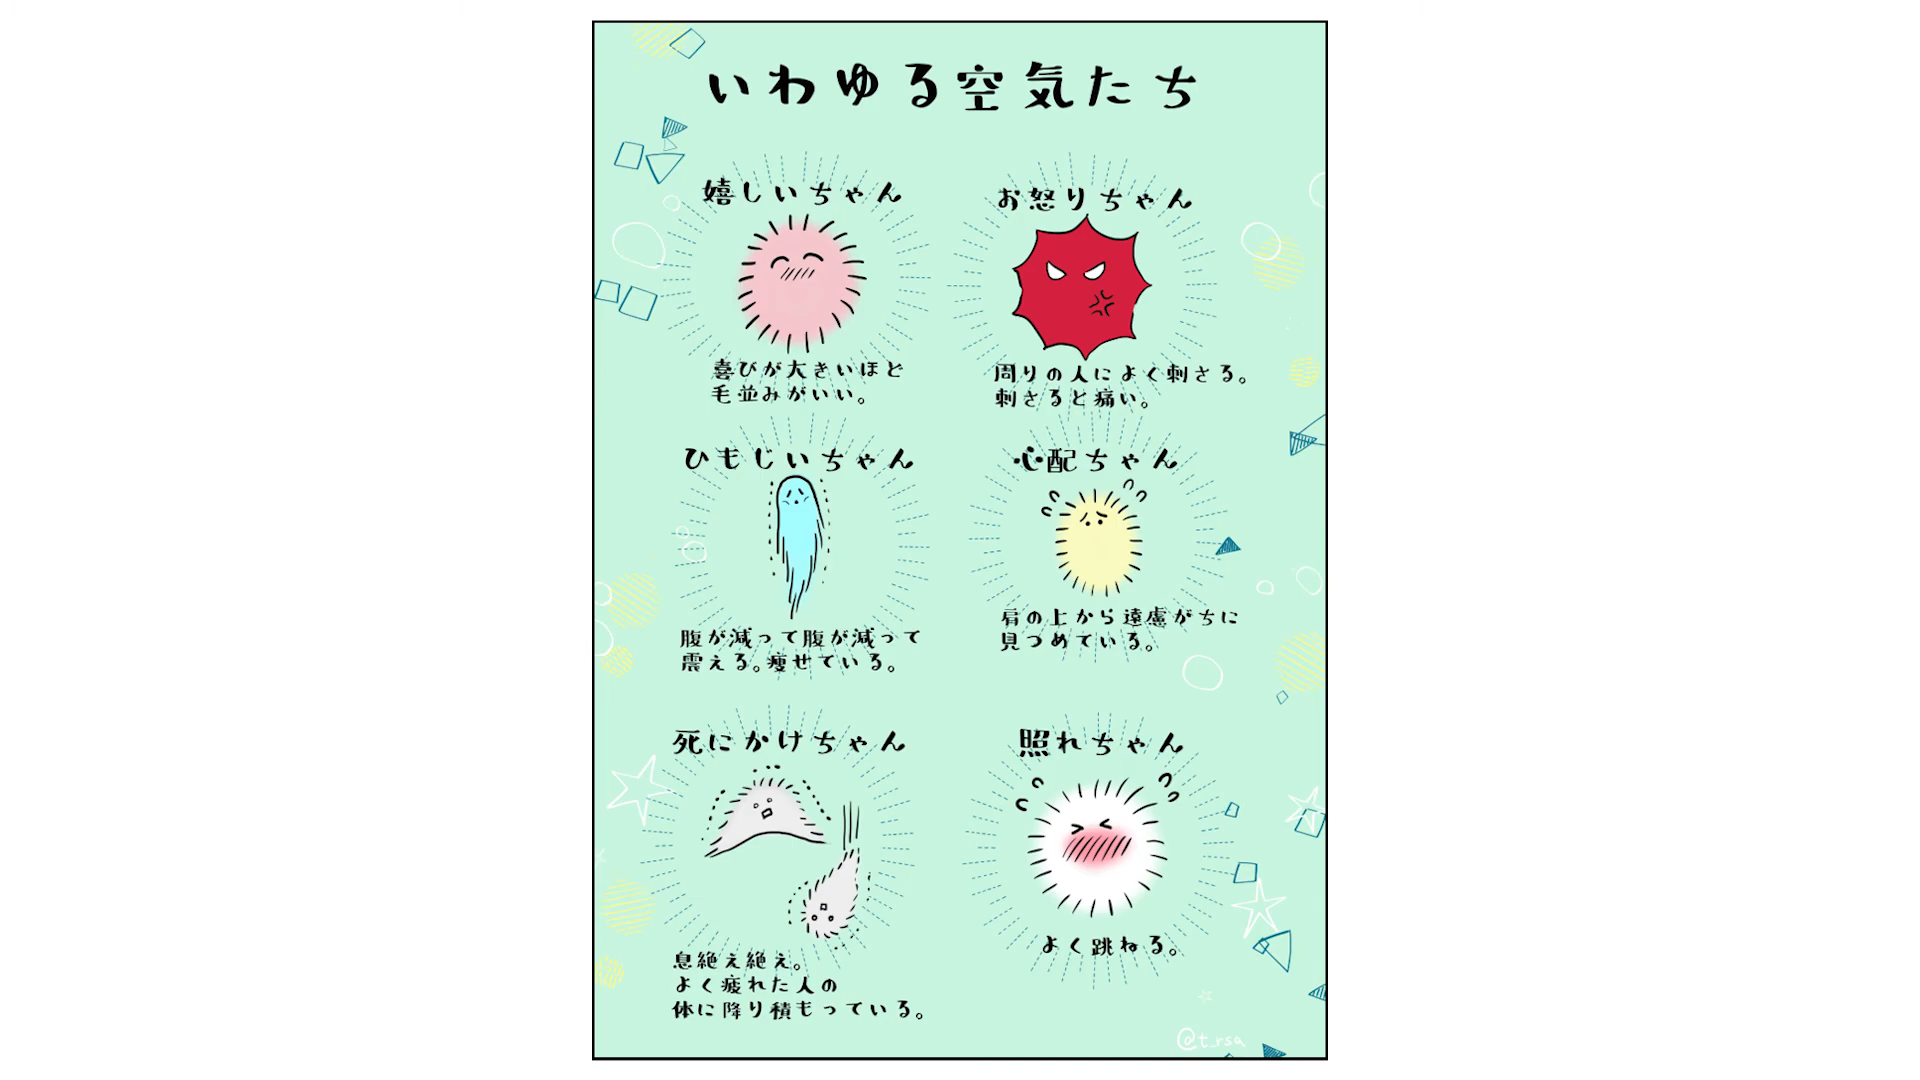 いわゆる空気たち
嬉しいちゃん
喜びが大きいほど
毛並みがいい。
お怒りちゃん
周りの人によく刺さる。
刺さると痛い。
ひもじいちゃん
腹が減って腹が減って
震える。痩せている。
心配ちゃん
肩の上から遠慮がちに
見つめている。
死にかけちゃん
息絶え絶え。
よく疲れた人の
体に降り積もっている。
照れちゃん
よく跳ねる。
@t_rsa